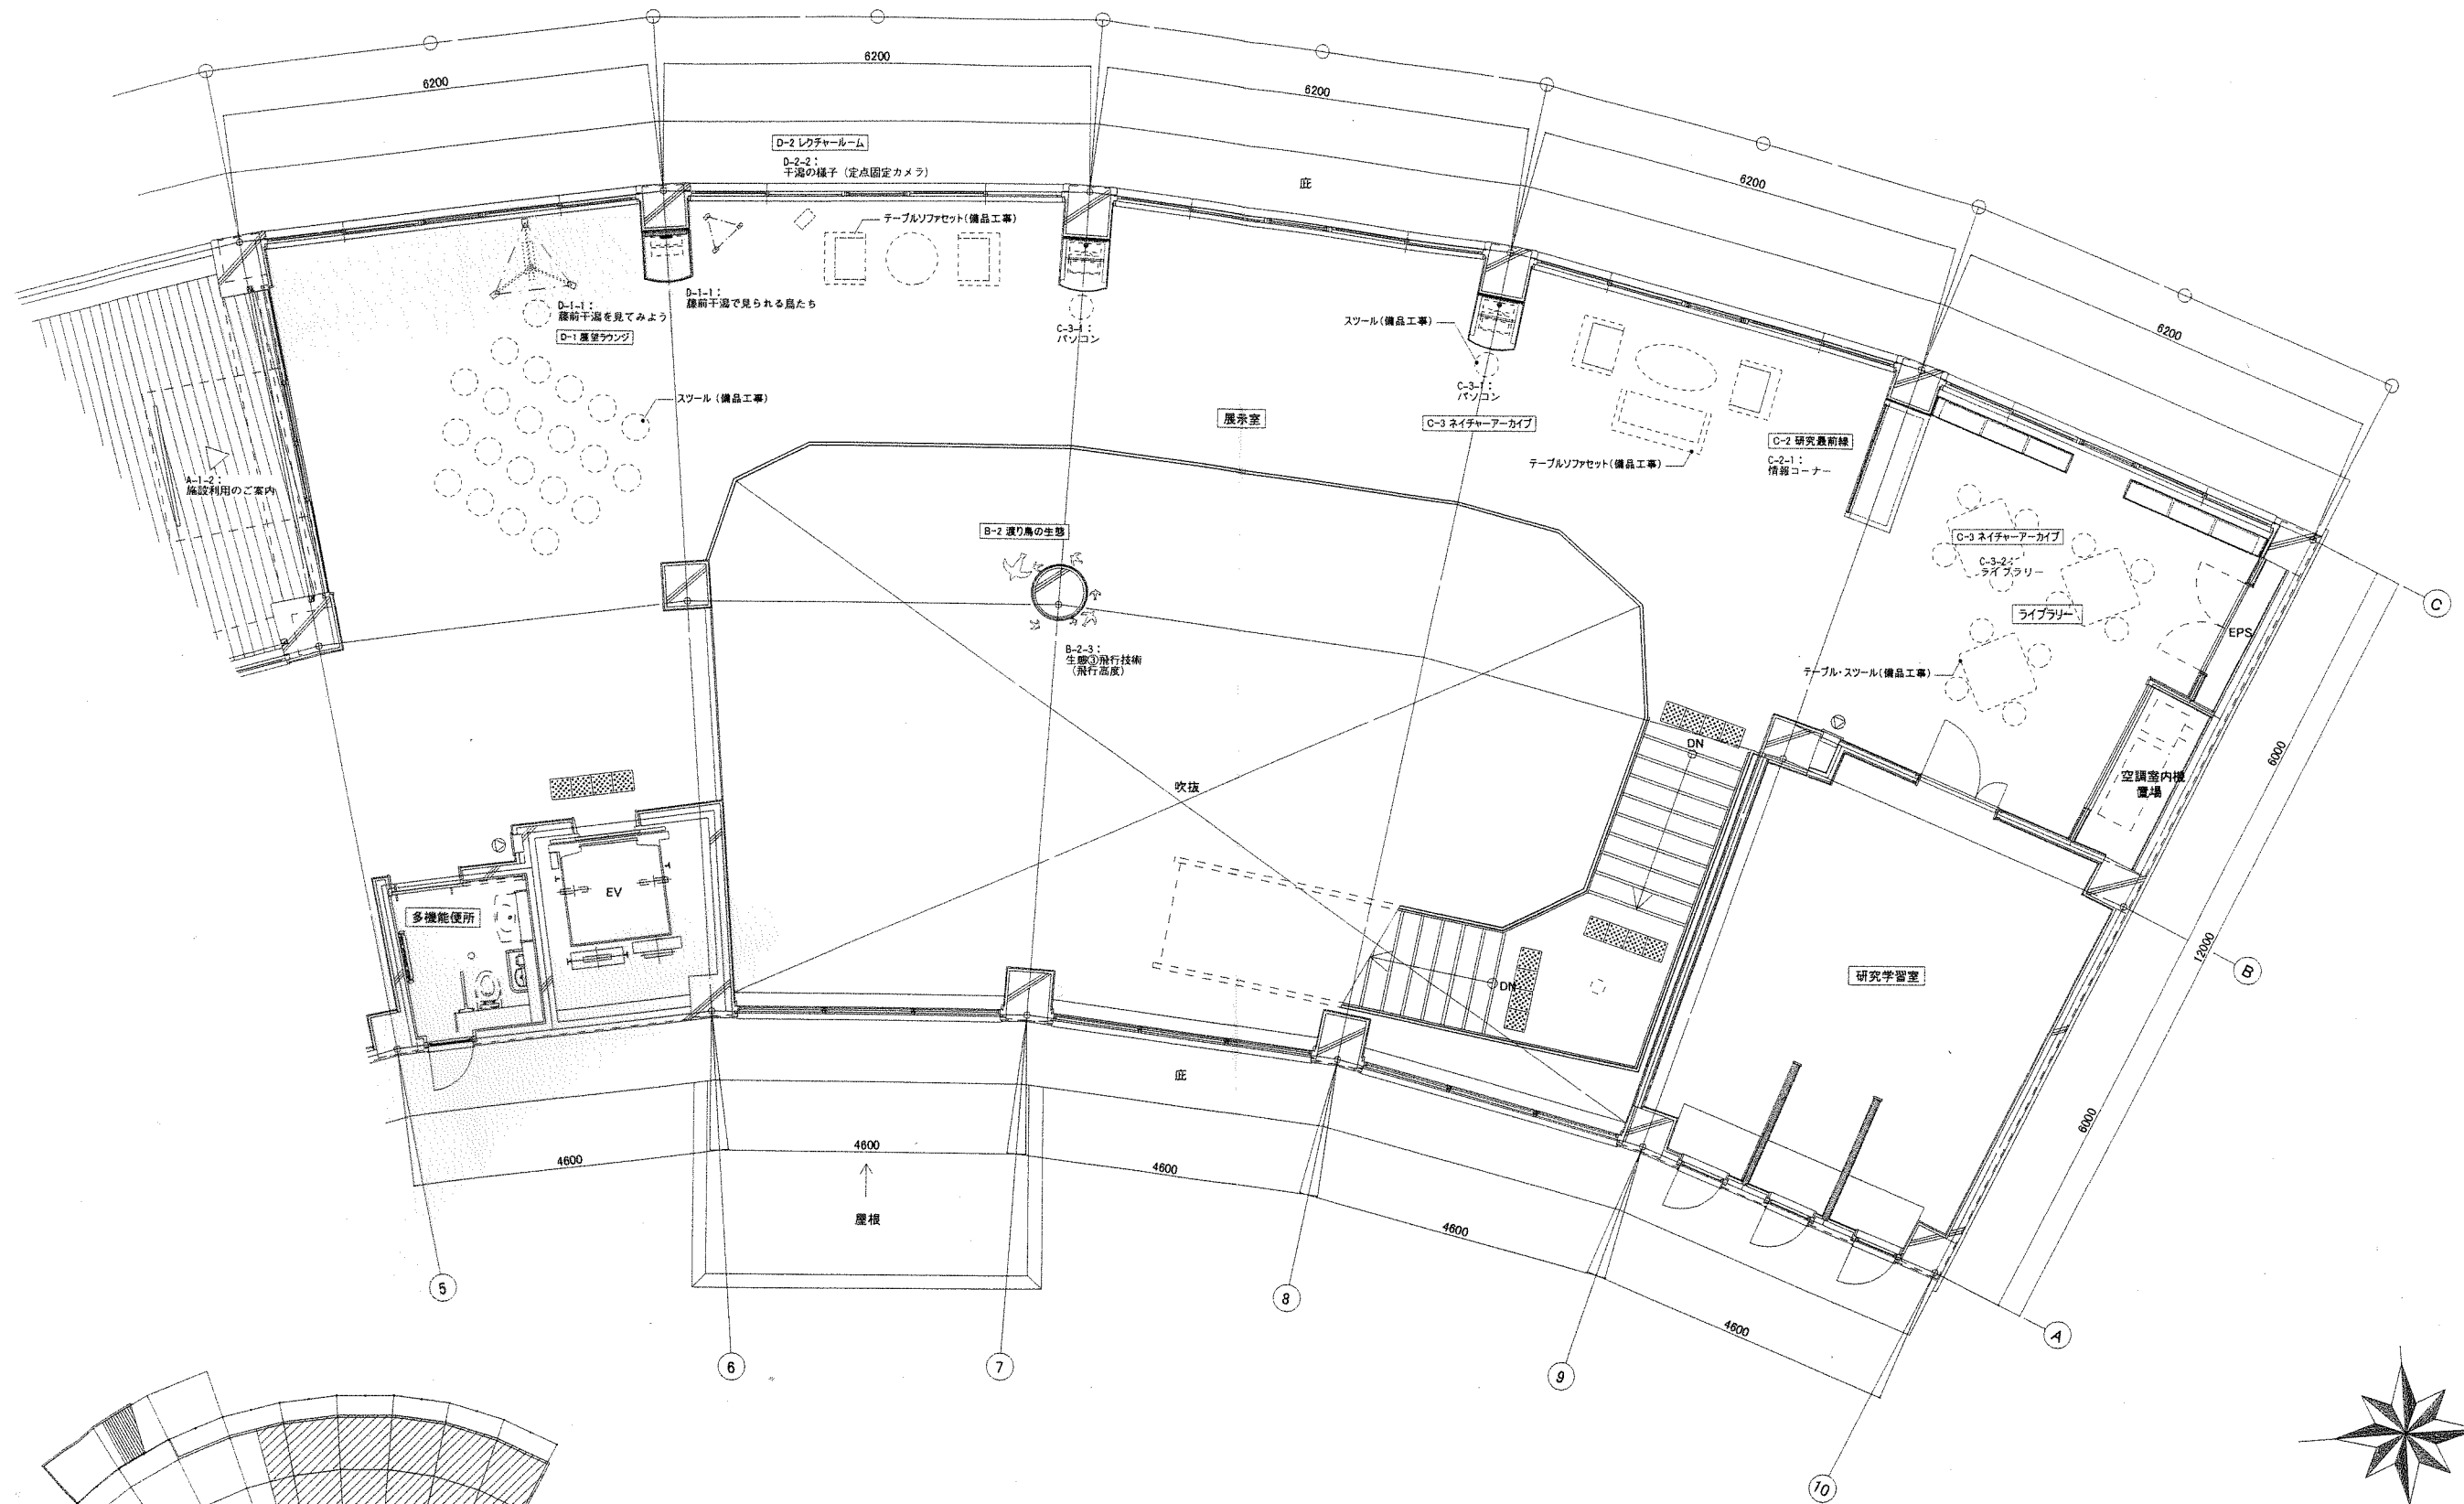 6200
6200
6200
6200
6200
D-2 レクチャールーム
D-2-2：
干潟の様子（定点固定カメラ）
庇
テーブルソファセット(備品工事)
D-1-1：
藤前干潟を見てみよう
D-1 展望ラウンジ
D-1-1：
藤前干潟で見られる鳥たち
C-3-1：
パソコン
スツール(備品工事)
C-3-1：
パソコン
スツール（備品工事）
展示室
C-3 ネイチャーアーカイブ
テーブルソファセット(備品工事)
C-2 研究最前線
C-2-1：
情報コーナー
A-1-2：
施設利用のご案内
B-2 渡り鳥の生態
B-2-3：
生態③飛行技術
（飛行高度）
C-3 ネイチャーアーカイブ
C-3-2：
ライブラリー
ライブラリー
EPS
テーブル・スツール(備品工事)
C
DN
吹抜
空調室内機
置場
6000
EV
多機能便所
DN
研究学習室
12000
B
6000
庇
4600
4600
4600
4600
4600
屋根
A
5
6
7
8
9
10